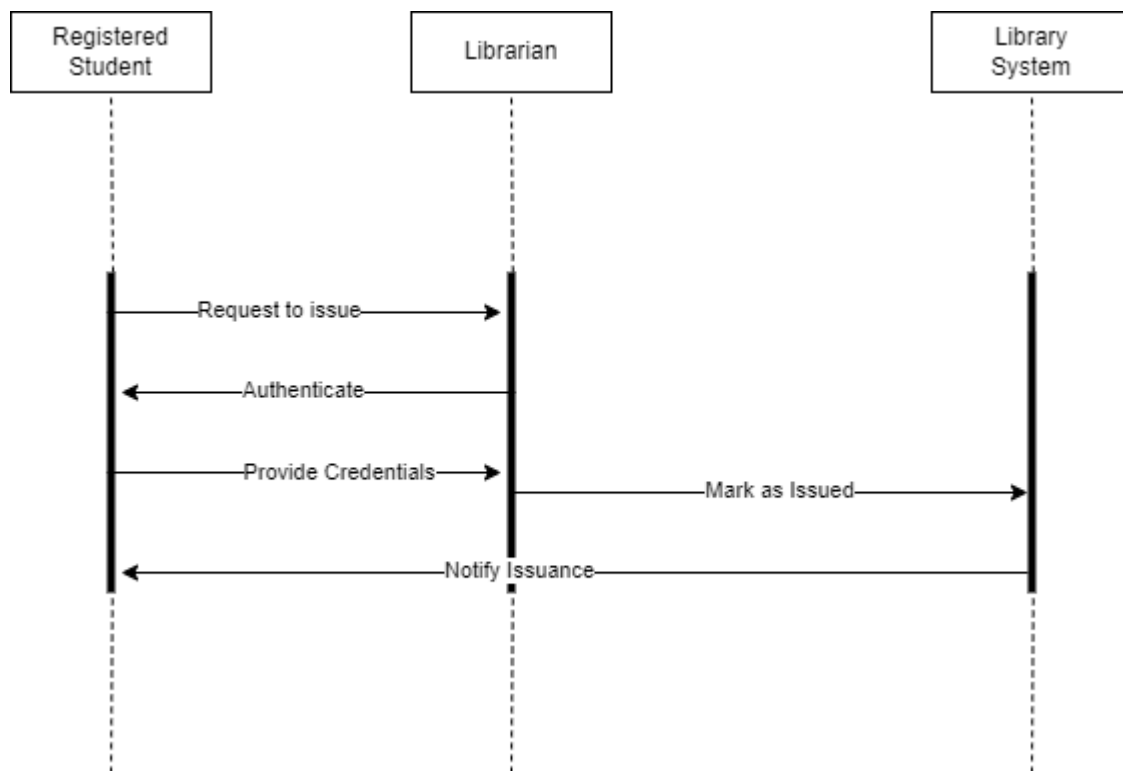 Registered
Student
Librarian
Library
System
Request to issue
Authenticate
Provide Credentials
Mark as Issued
Notify Issuance